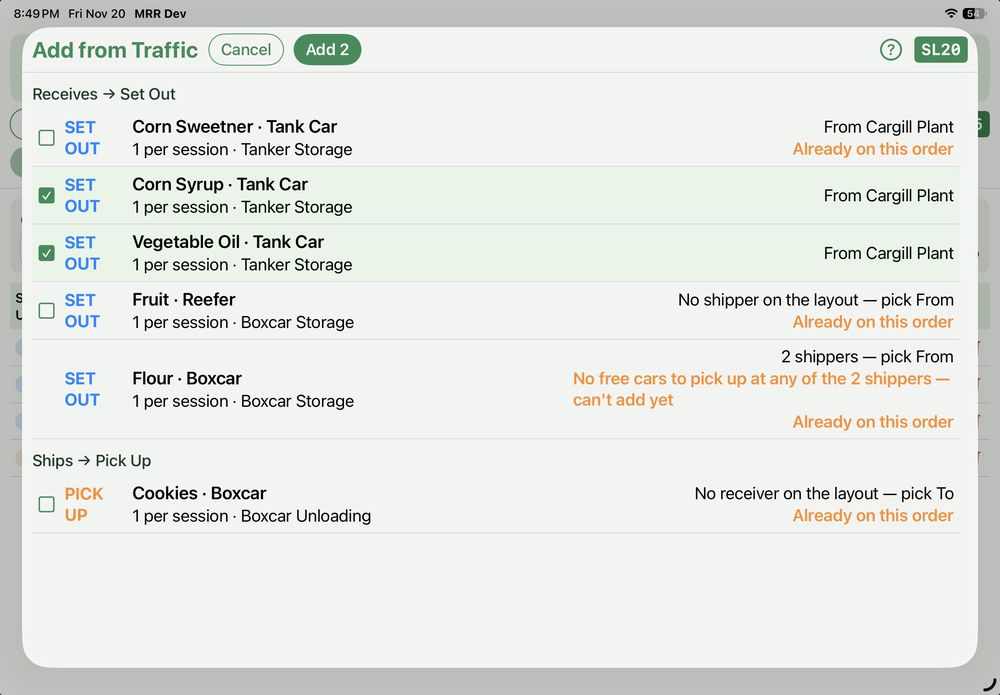 8:49 PM Fri Nov 20 MRR Dev
54
Add from Traffic Cancel Add 2 ? SL20
Receives → Set Out
SET OUT
Corn Sweetner · Tank Car
1 per session · Tanker Storage
From Cargill Plant
Already on this order
SET OUT
Corn Syrup · Tank Car
1 per session · Tanker Storage
From Cargill Plant
SET OUT
Vegetable Oil · Tank Car
1 per session · Tanker Storage
From Cargill Plant
SET OUT
Fruit · Reefer
1 per session · Boxcar Storage
No shipper on the layout — pick From
Already on this order
SET OUT
Flour · Boxcar
1 per session · Boxcar Storage
2 shippers — pick From
No free cars to pick up at any of the 2 shippers —
can't add yet
Already on this order
Ships → Pick Up
PICK UP
Cookies · Boxcar
1 per session · Boxcar Unloading
No receiver on the layout — pick To
Already on this order